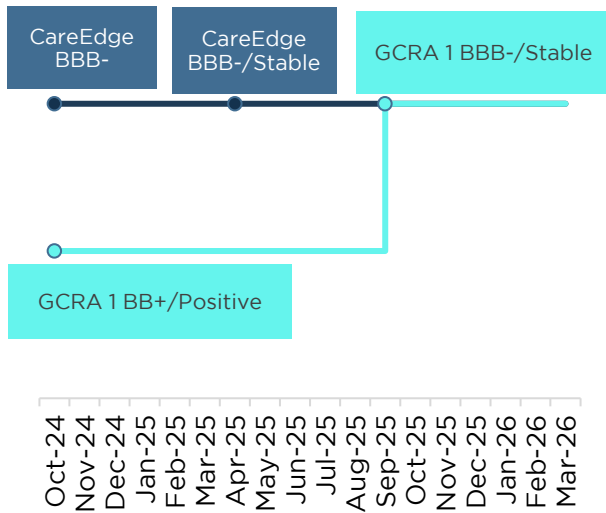 CareEdge
BBB-
CareEdge
BBB-/Stable
GCRA 1 BBB-/Stable
GCRA 1 BB+/Positive
Oct-24
Nov-24
Dec-24
Jan-25
Feb-25
Mar-25
Apr-25
May-25
Jun-25
Jul-25
Aug-25
Sep-25
Oct-25
Nov-25
Dec-25
Jan-26
Feb-26
Mar-26